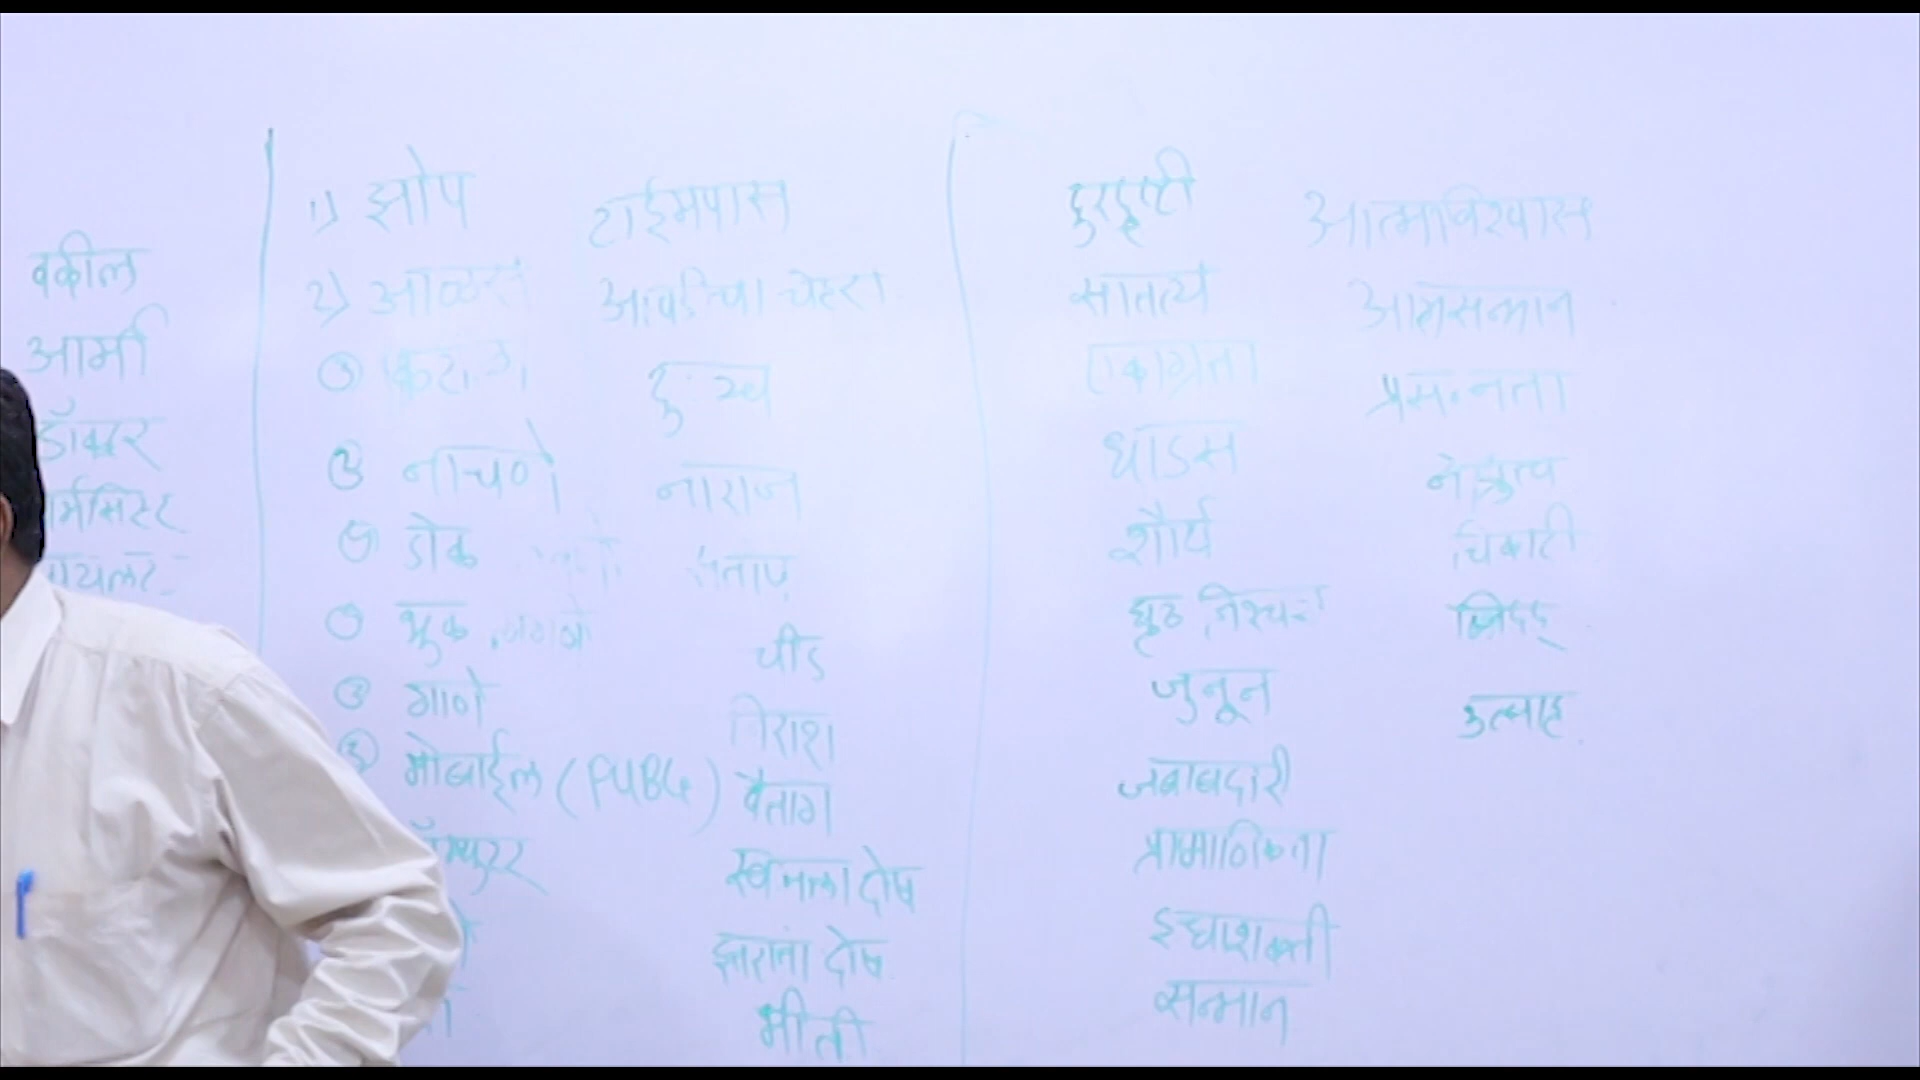 वकील
आर्मी
डॉक्टर
1) झोप
2) आळस
नाचणे
डोक
भुक
गाणे
मोबाईल (PUBG)
टाईमपास
आवडीचा चेहरा
दुःख
नाराज
संताप
चीड
निराश
वैताग
स्वतःला दोष
इतरांना दोष
भीती
दुरदृष्टी
सातत्य
एकाग्रता
धाडस
शौर्य
जुनून
जबाबदारी
प्रामाणिकता
इच्छाशक्ती
सन्मान
आत्मविश्वास
आत्मसन्मान
प्रसन्नता
नेत्रुत्व
चिकाटी
जिद्द
उत्साह